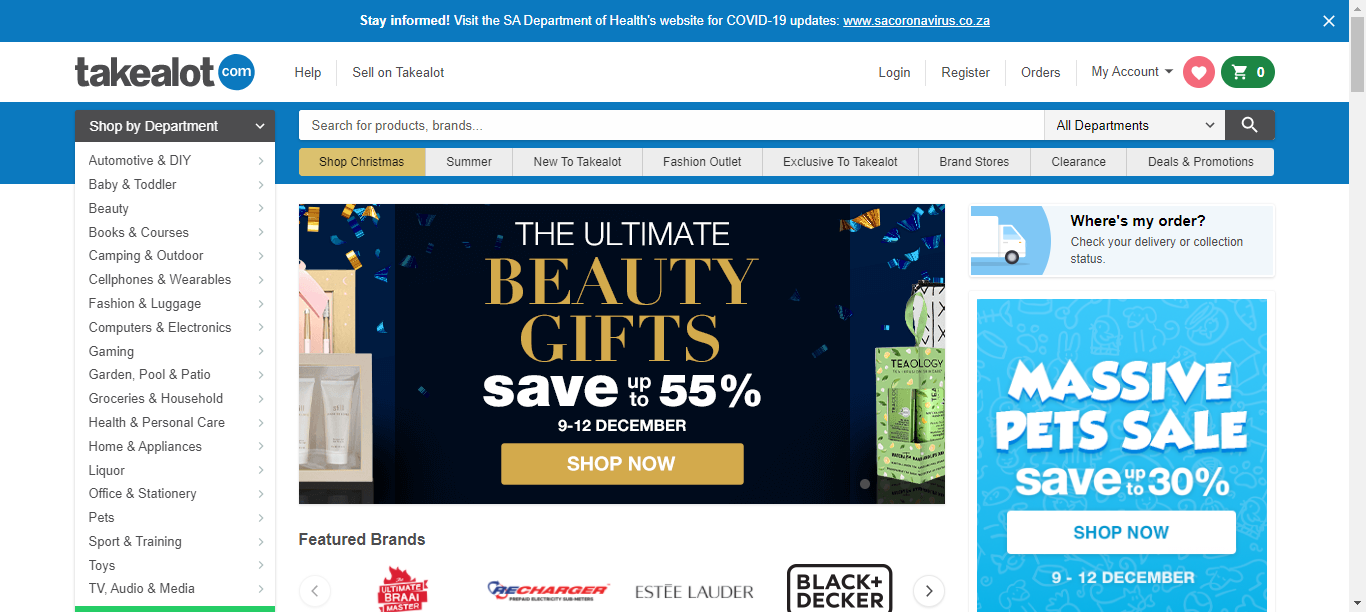 Stay informed! Visit the SA Department of Health's website for COVID-19 updates: www.sacoronavirus.co.za
takealot com
Help
Sell on Takealot
Login
Register
Orders
My Account
0
Shop by Department
Search for products, brands...
All Departments
Shop Christmas
Summer
New To Takealot
Fashion Outlet
Exclusive To Takealot
Brand Stores
Clearance
Deals & Promotions
Automotive & DIY
Baby & Toddler
Beauty
Books & Courses
Camping & Outdoor
Cellphones & Wearables
Fashion & Luggage
Computers & Electronics
Gaming
Garden, Pool & Patio
Groceries & Household
Health & Personal Care
Home & Appliances
Liquor
Office & Stationery
Pets
Sport & Training
Toys
TV, Audio & Media
THE ULTIMATE
BEAUTY
GIFTS
save up to 55%
9-12 DECEMBER
SHOP NOW
TEAOLOGY
Where's my order?
Check your delivery or collection
status.
MASSIVE
PETS SALE
save up to 30%
SHOP NOW
9 - 12 DECEMBER
Featured Brands
The
ULTIMATE
BRAAI
MASTER
RECHARGER
PREPAID ELECTRICITY SUB-METERS
ESTĒE LAUDER
BLACK+
DECKER